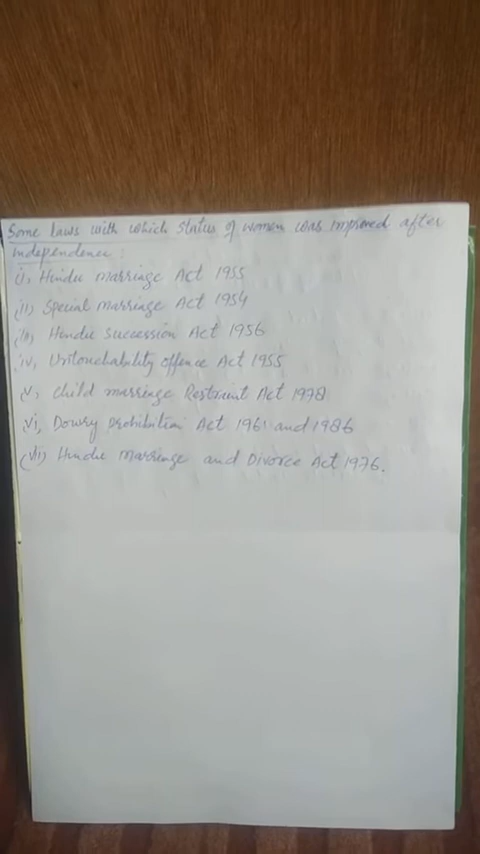 Some laws with which status of women was improved after
independence:
(i), Hindu marriage Act 1955
(ii) Special marriage Act 1954
(iii) Hindu Succession Act 1956
(iv, Untouchability offence Act 1955
(v, Child marriage Restraint Act 1978
(vi, Dowry prohibition Act 1961 and 1986
(vii) Hindu Marriage and Divorce Act 1976.